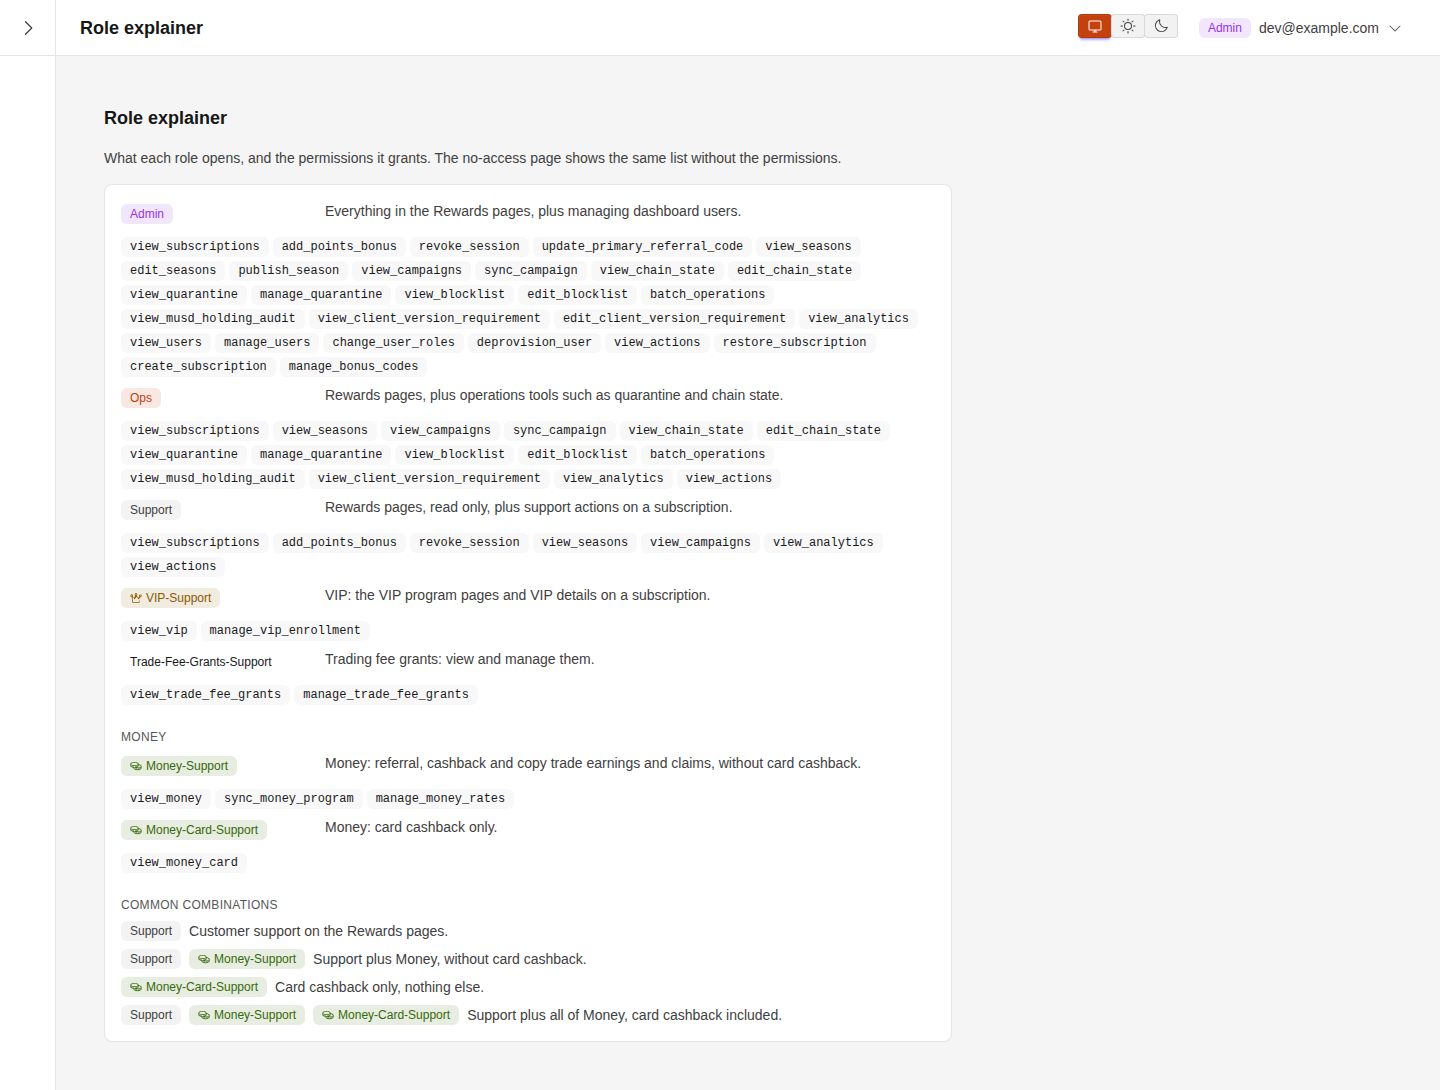 Role explainer
Admin dev@example.com
Role explainer
What each role opens, and the permissions it grants. The no-access page shows the same list without the permissions.
Admin Everything in the Rewards pages, plus managing dashboard users.
view_subscriptions add_points_bonus revoke_session update_primary_referral_code view_seasons
edit_seasons publish_season view_campaigns sync_campaign view_chain_state edit_chain_state
view_quarantine manage_quarantine view_blocklist edit_blocklist batch_operations
view_musd_holding_audit view_client_version_requirement edit_client_version_requirement view_analytics
view_users manage_users change_user_roles deprovision_user view_actions restore_subscription
create_subscription manage_bonus_codes
Ops Rewards pages, plus operations tools such as quarantine and chain state.
view_subscriptions view_seasons view_campaigns sync_campaign view_chain_state edit_chain_state
view_quarantine manage_quarantine view_blocklist edit_blocklist batch_operations
view_musd_holding_audit view_client_version_requirement view_analytics view_actions
Support Rewards pages, read only, plus support actions on a subscription.
view_subscriptions add_points_bonus revoke_session view_seasons view_campaigns view_analytics
view_actions
VIP-Support VIP: the VIP program pages and VIP details on a subscription.
view_vip manage_vip_enrollment
Trade-Fee-Grants-Support Trading fee grants: view and manage them.
view_trade_fee_grants manage_trade_fee_grants
MONEY
Money-Support Money: referral, cashback and copy trade earnings and claims, without card cashback.
view_money sync_money_program manage_money_rates
Money-Card-Support Money: card cashback only.
view_money_card
COMMON COMBINATIONS
Support Customer support on the Rewards pages.
Support Money-Support Support plus Money, without card cashback.
Money-Card-Support Card cashback only, nothing else.
Support Money-Support Money-Card-Support Support plus all of Money, card cashback included.